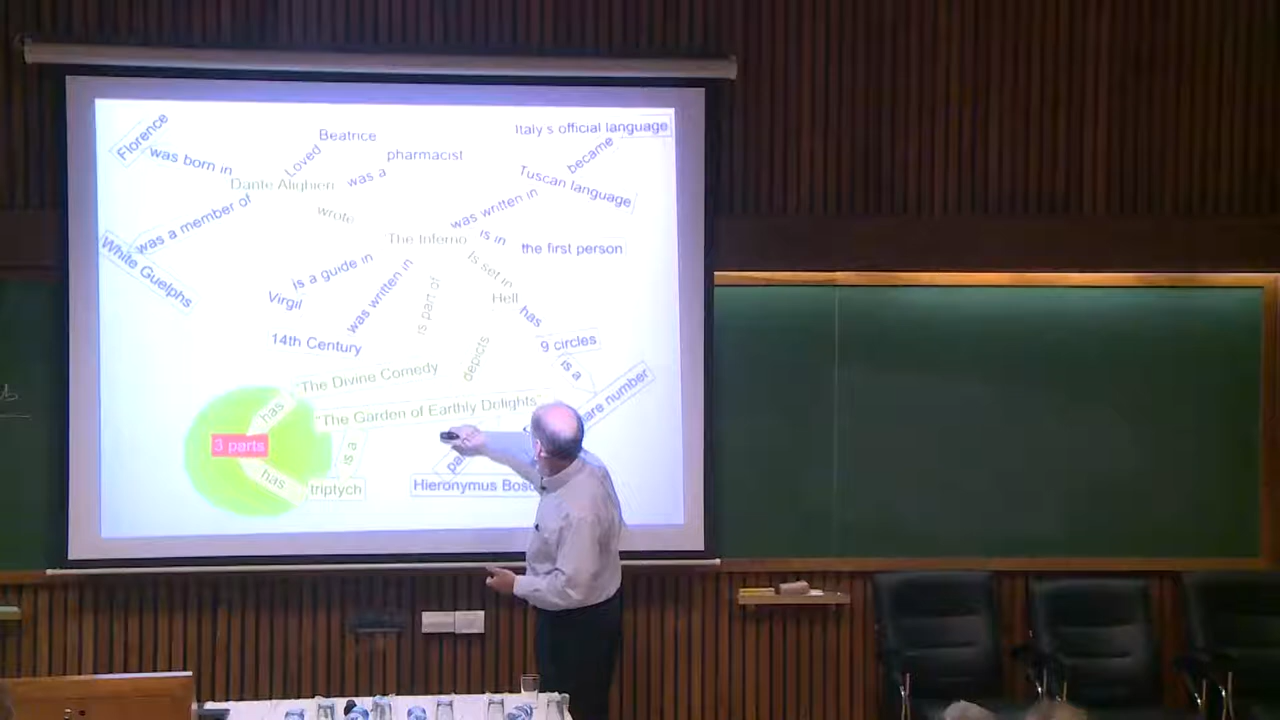 Florence
was born in
Beatrice
Loved
Dante Alighieri
was a
pharmacist
Italy's official language
became
Tuscan language
was written in
wrote
was a member of
White Guelphs
The Inferno
is in
the first person
is a guide in
Virgil
was written in
14th Century
is part of
Is set in
Hell
has
9 circles
is a
number
depicts
"The Divine Comedy
"The Garden of Earthly Delights"
has
3 parts
has
is a
triptych
Hieronymus